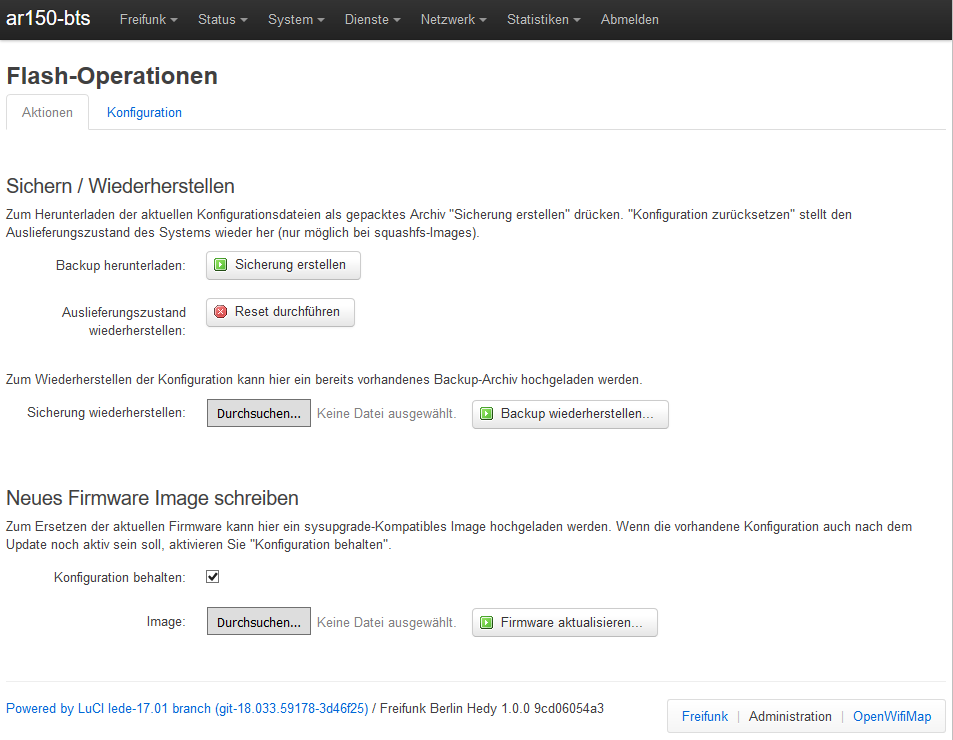 ar150-bts Freifunk Status System Dienste Netzwerk Statistiken Abmelden
Flash-Operationen
Aktionen Konfiguration
Sichern / Wiederherstellen
Zum Herunterladen der aktuellen Konfigurationsdateien als gepacktes Archiv "Sicherung erstellen" drücken. "Konfiguration zurücksetzen" stellt den
Auslieferungszustand des Systems wieder her (nur möglich bei squashfs-Images).
Backup herunterladen: Sicherung erstellen
Auslieferungszustand Reset durchführen
wiederherstellen:
Zum Wiederherstellen der Konfiguration kann hier ein bereits vorhandenes Backup-Archiv hochgeladen werden.
Sicherung wiederherstellen: Durchsuchen... Keine Datei ausgewählt. Backup wiederherstellen...
Neues Firmware Image schreiben
Zum Ersetzen der aktuellen Firmware kann hier ein sysupgrade-Kompatibles Image hochgeladen werden. Wenn die vorhandene Konfiguration auch nach dem
Update noch aktiv sein soll, aktivieren Sie "Konfiguration behalten".
Konfiguration behalten:
Image: Durchsuchen... Keine Datei ausgewählt. Firmware aktualisieren...
Powered by LuCI lede-17.01 branch (git-18.033.59178-3d46f25) / Freifunk Berlin Hedy 1.0.0 9cd06054a3
Freifunk | Administration | OpenWifiMap